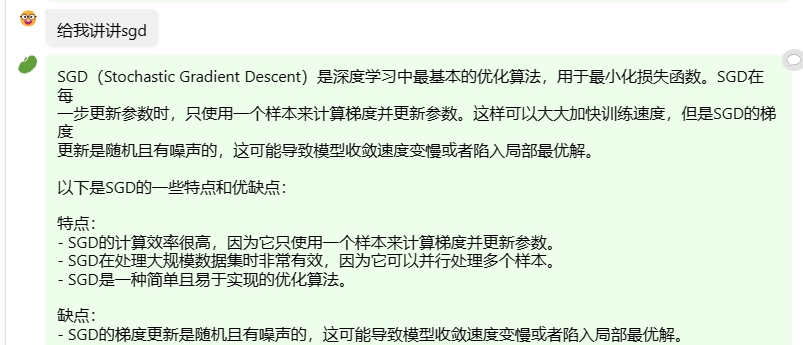 给我讲讲sgd
SGD（Stochastic Gradient Descent）是深度学习中最基本的优化算法，用于最小化损失函数。SGD在
每
一步更新参数时，只使用一个样本来计算梯度并更新参数。这样可以大大加快训练速度，但是SGD的梯
度
更新是随机且有噪声的，这可能导致模型收敛速度变慢或者陷入局部最优解。
以下是SGD的一些特点和优缺点：
特点：
- SGD的计算效率很高，因为它只使用一个样本来计算梯度并更新参数。
- SGD在处理大规模数据集时非常有效，因为它可以并行处理多个样本。
- SGD是一种简单且易于实现的优化算法。
缺点：
- SGD的梯度更新是随机且有噪声的，这可能导致模型收敛速度变慢或者陷入局部最优解。